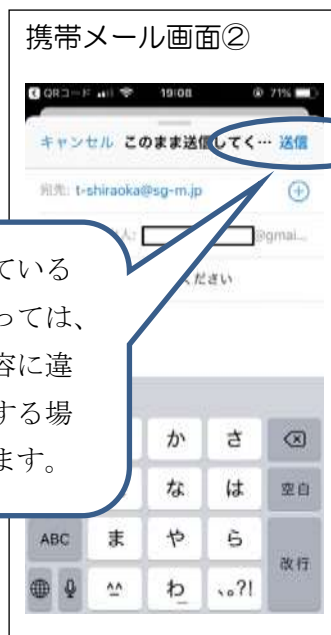 携帯メール画面②
QRコード 19:08 71%
キャンセル このまま送信してく… 送信
宛先: t-shiraoka@sg-m.jp
人: @gmai...
ください
ている
っては、
容に違
する場
ます。
か さ
な は 空白
ABC ま や ら
改行
^^ わ 、。?!